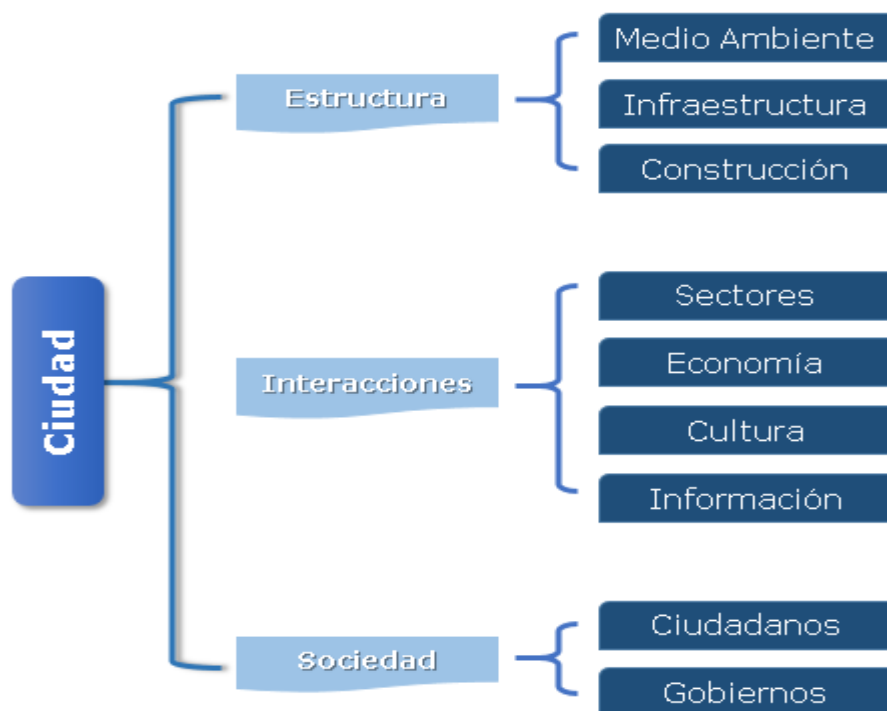 Ciudad
Estructura
Medio Ambiente
Infraestructura
Construcción
Interacciones
Sectores
Economía
Cultura
Información
Sociedad
Ciudadanos
Gobiernos